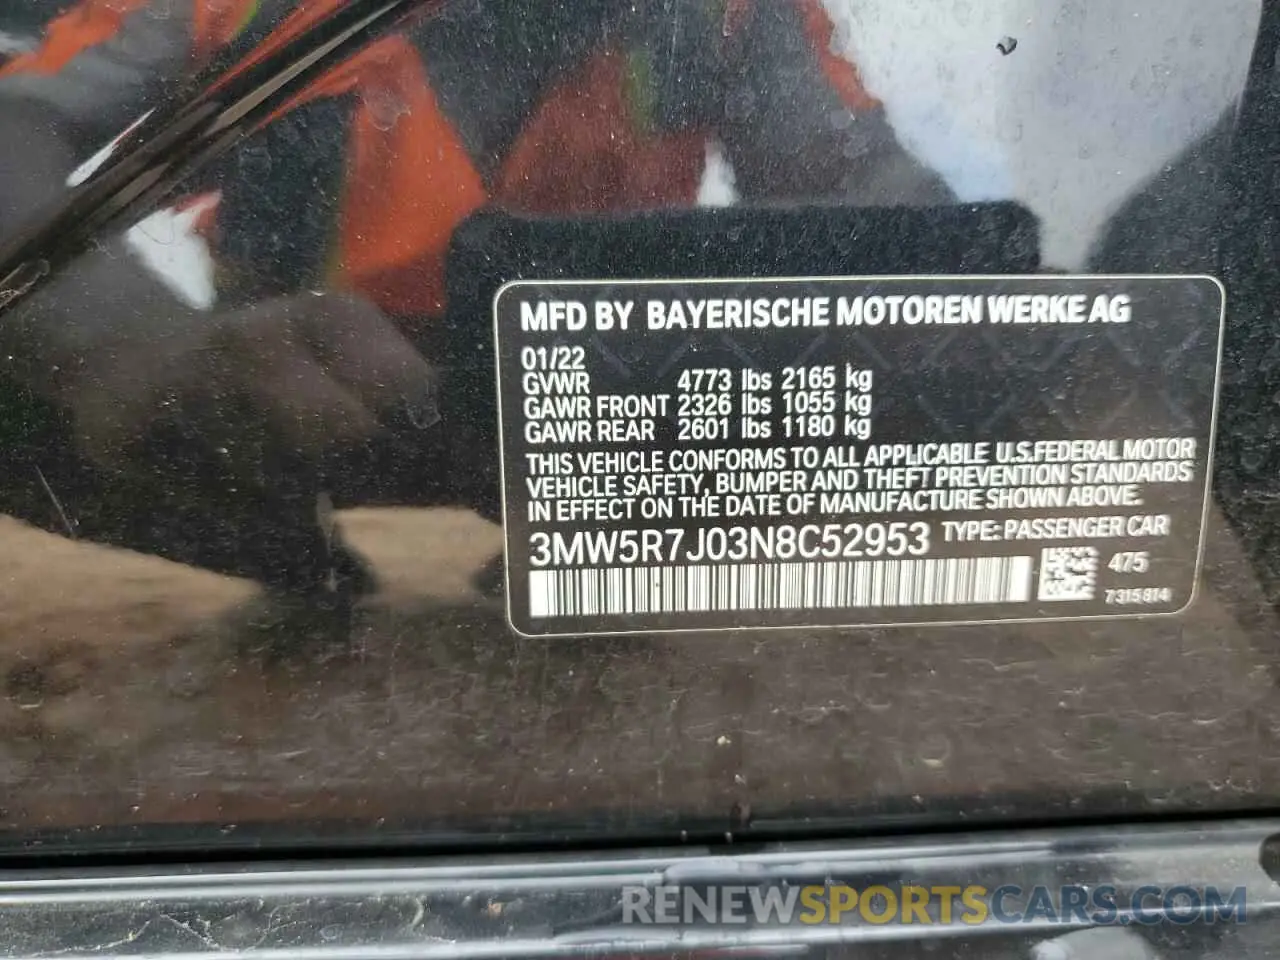 MFD BY BAYERISCHE MOTOREN WERKE AG
01/22
GVWR 4773 lbs 2165 kg
GAWR FRONT 2326 lbs 1055 kg
GAWR REAR 2601 lbs 1180 kg
THIS VEHICLE CONFORMS TO ALL APPLICABLE U.S.FEDERAL MOTOR
VEHICLE SAFETY, BUMPER AND THEFT PREVENTION STANDARDS
IN EFFECT ON THE DATE OF MANUFACTURE SHOWN ABOVE.
3MW5R7J03N8C52953 TYPE: PASSENGER CAR
475
7315814
RENEWSPORTSCARS.COM